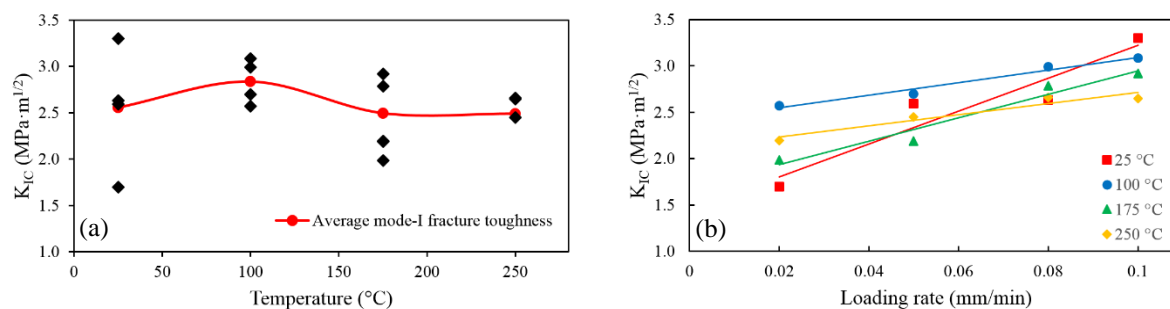 3.5
3.0
2.5
2.0
1.5
1.0
K_IC (MPa·m^1/2)
(a)
Average mode-I fracture toughness
0 50 100 150 200 250
Temperature (°C)
3.5
3.0
2.5
2.0
1.5
1.0
K_IC (MPa·m^1/2)
(b)
25 °C
100 °C
175 °C
250 °C
0 0.02 0.04 0.06 0.08 0.1
Loading rate (mm/min)